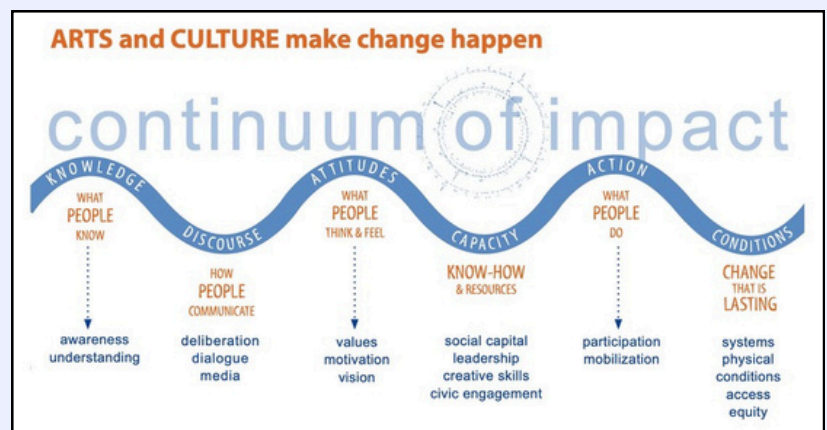 ARTS and CULTURE make change happen
continuum of impact
KNOWLEDGE
WHAT
PEOPLE
KNOW
awareness
understanding
DISCOURSE
HOW
PEOPLE
COMMUNICATE
deliberation
dialogue
media
ATTITUDES
WHAT
PEOPLE
THINK & FEEL
values
motivation
vision
CAPACITY
KNOW-HOW
& RESOURCES
social capital
leadership
creative skills
civic engagement
ACTION
WHAT
PEOPLE
DO
participation
mobilization
CONDITIONS
CHANGE
THAT IS
LASTING
systems
physical
conditions
access
equity